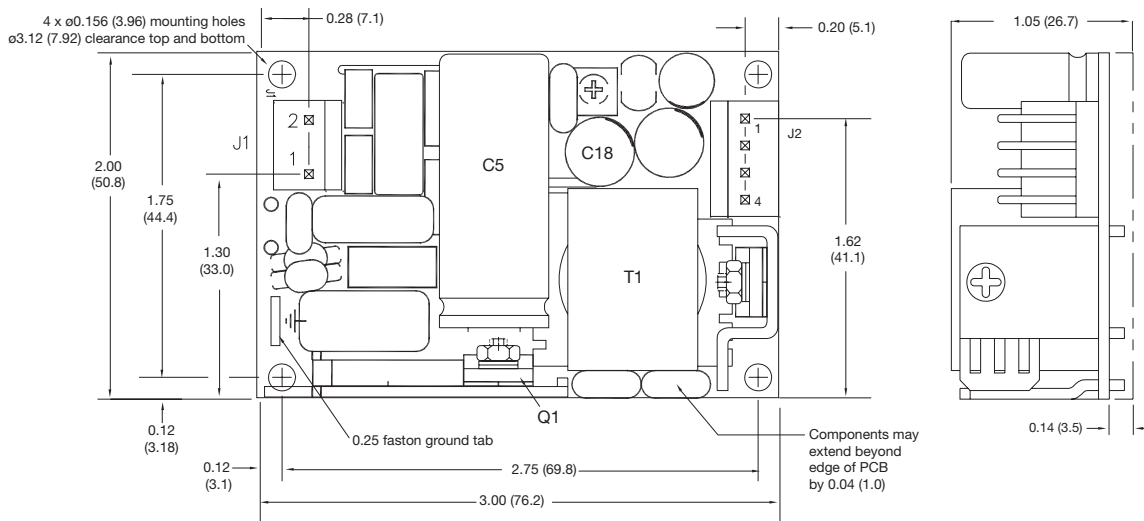 4 x ø0.156 (3.96) mounting holes
ø3.12 (7.92) clearance top and bottom
0.28 (7.1)
0.20 (5.1)
1.05 (26.7)
J1
J1
2
1
C5
C18
1
4
J2
2.00
(50.8)
1.75
(44.4)
1.30
(33.0)
1.62
(41.1)
T1
Q1
0.12
(3.18)
0.25 faston ground tab
0.12
(3.1)
2.75 (69.8)
3.00 (76.2)
Components may
extend beyond
edge of PCB
by 0.04 (1.0)
0.14 (3.5)